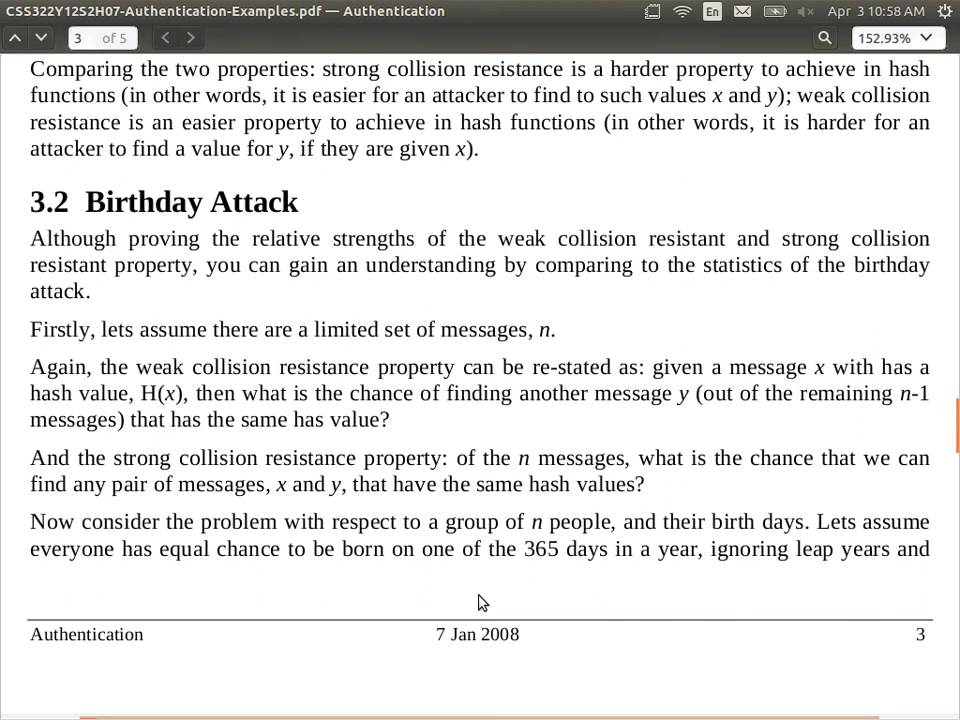 CSS322Y12S2H07-Authentication-Examples.pdf — Authentication
En
Apr 3 10:58 AM
3 of 5
152.93%
Comparing the two properties: strong collision resistance is a harder property to achieve in hash
functions (in other words, it is easier for an attacker to find to such values x and y); weak collision
resistance is an easier property to achieve in hash functions (in other words, it is harder for an
attacker to find a value for y, if they are given x).
3.2 Birthday Attack
Although proving the relative strengths of the weak collision resistant and strong collision
resistant property, you can gain an understanding by comparing to the statistics of the birthday
attack.
Firstly, lets assume there are a limited set of messages, n.
Again, the weak collision resistance property can be re-stated as: given a message x with has a
hash value, H(x), then what is the chance of finding another message y (out of the remaining n-1
messages) that has the same has value?
And the strong collision resistance property: of the n messages, what is the chance that we can
find any pair of messages, x and y, that have the same hash values?
Now consider the problem with respect to a group of n people, and their birth days. Lets assume
everyone has equal chance to be born on one of the 365 days in a year, ignoring leap years and
Authentication 7 Jan 2008 3